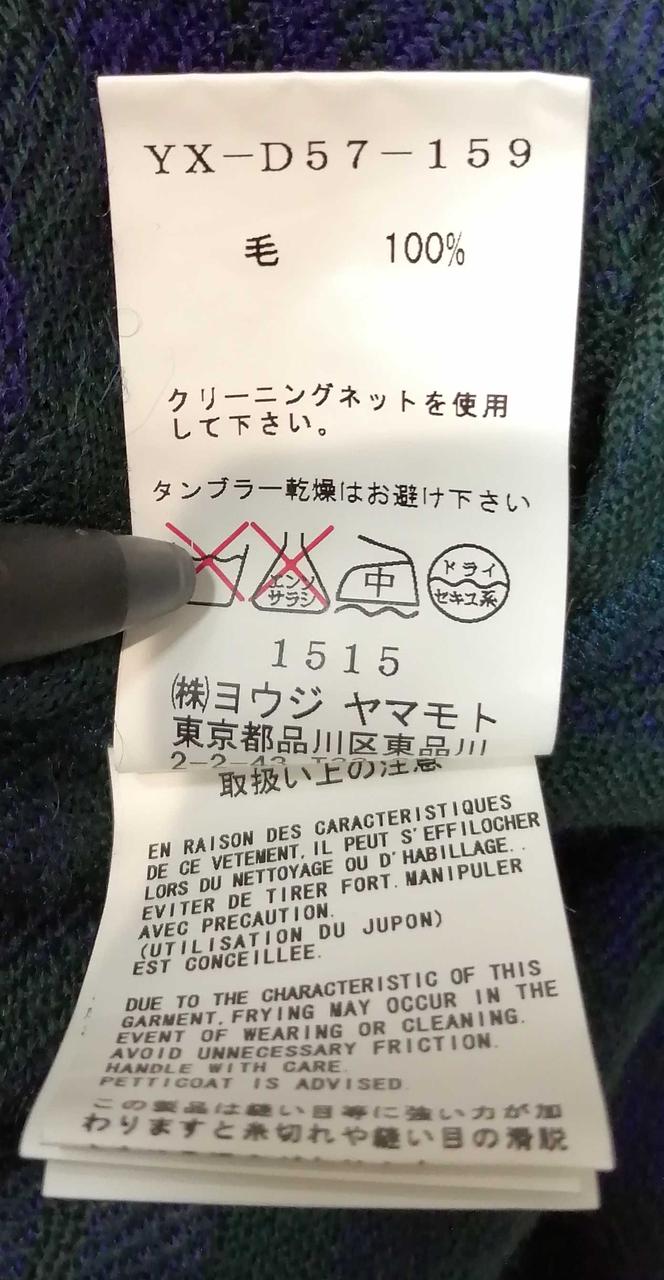 YX－D57－159
毛 100%
クリーニングネットを使用
して下さい。
タンブラー乾燥はお避け下さい
エンソ
サラシ
中
ドライ
セキユ系
1515
㈱ヨウジ ヤマモト
東京都品川区東品川
2-2-43
取扱い上の注意
EN RAISON DES CARACTERISTIQUES
DE CE VETEMENT, IL PEUT S'EFFILOCHER
LORS DU NETTOYAGE OU D'HABILLAGE..
EVITER DE TIRER FORT. MANIPULER
AVEC PRECAUTION.
(UTILISATION DU JUPON)
EST CONCEILLEE.
DUE TO THE CHARACTERISTIC OF THIS
GARMENT, FRYING MAY OCCUR IN THE
EVENT OF WEARING OR CLEANING.
AVOID UNNECESSARY FRICTION.
HANDLE WITH CARE.
PETTICOAT IS ADVISED.
この製品は縫い目等に強い力が加
わりますと糸切れや縫い目の滑脱